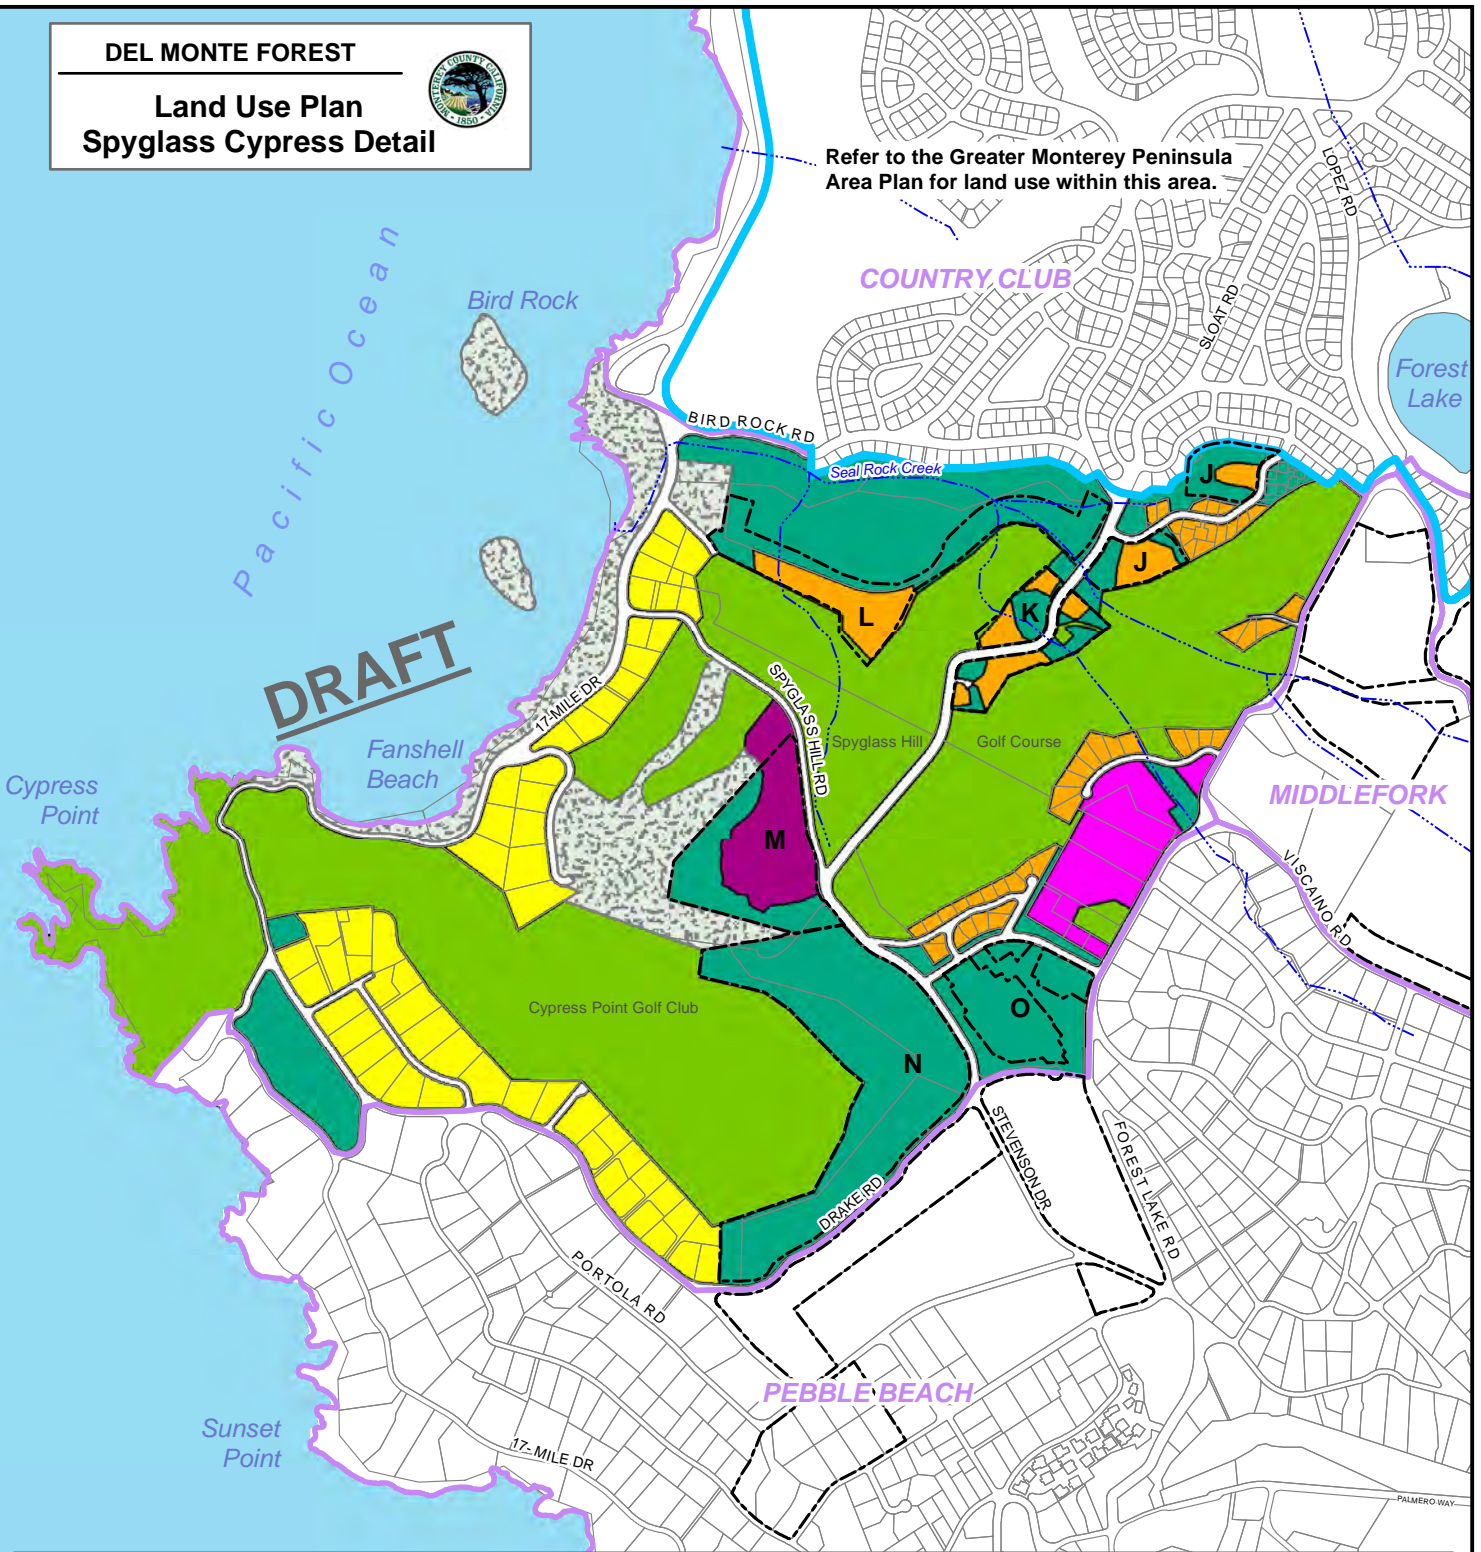 DEL MONTE FOREST
Land Use Plan
Spyglass Cypress Detail
MONTEREY COUNTY CALIFORNIA
1850
Refer to the Greater Monterey Peninsula
Area Plan for land use within this area.
LOPEZ RD
Pacific Ocean
COUNTRY CLUB
Bird Rock
SLOAT RD
Forest
Lake
BIRD ROCK RD
Seal Rock Creek
J
J
L
K
DRAFT
17-MILE DR
SPYGLASS HILL RD
Fanshell
Beach
Spyglass Hill
Golf Course
Cypress
Point
MIDDLEFORK
M
VISCAINO RD
Cypress Point Golf Club
O
N
STEVENSON DR
FOREST LAKE RD
DRAKE RD
PORTOLA RD
PEBBLE BEACH
Sunset
Point
17-MILE DR
PALMERO WAY